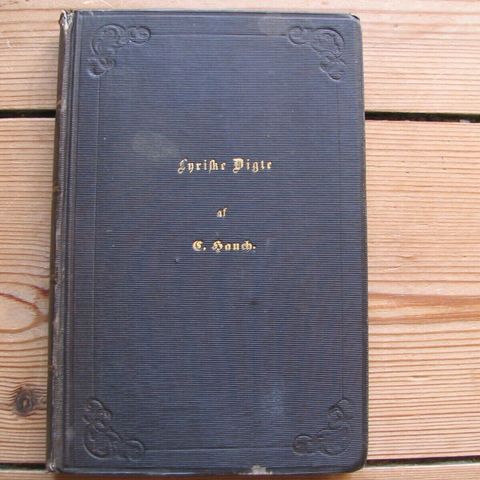 Lyriske Digte
af
C. Hauch.